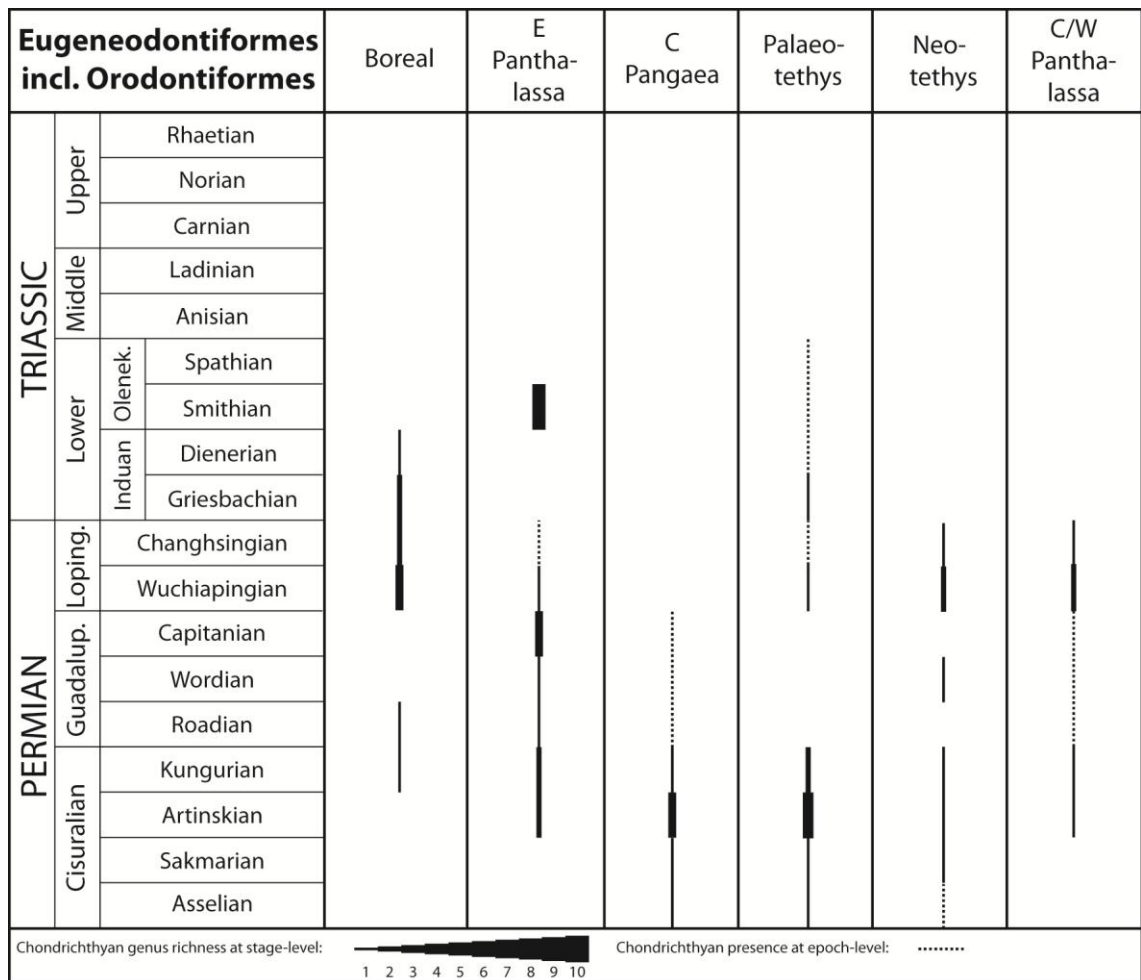 Eugeneodontiformes
incl. Orodontiformes
Boreal
E
Pantha-
lassa
C
Pangaea
Palaeo-
tethys
Neo-
tethys
C/W
Pantha-
lassa
TRIASSIC
Upper
Rhaetian
Norian
Carnian
Middle
Ladinian
Anisian
Lower
Olenek.
Spathian
Smithian
Induan
Dienerian
Griesbachian
PERMIAN
Loping.
Changhsingian
Wuchiapingian
Guadalup.
Capitanian
Wordian
Roadian
Cisuralian
Kungurian
Artinskian
Sakmarian
Asselian
Chondrichthyan genus richness at stage-level:
1 2 3 4 5 6 7 8 9 10
Chondrichthyan presence at epoch-level: